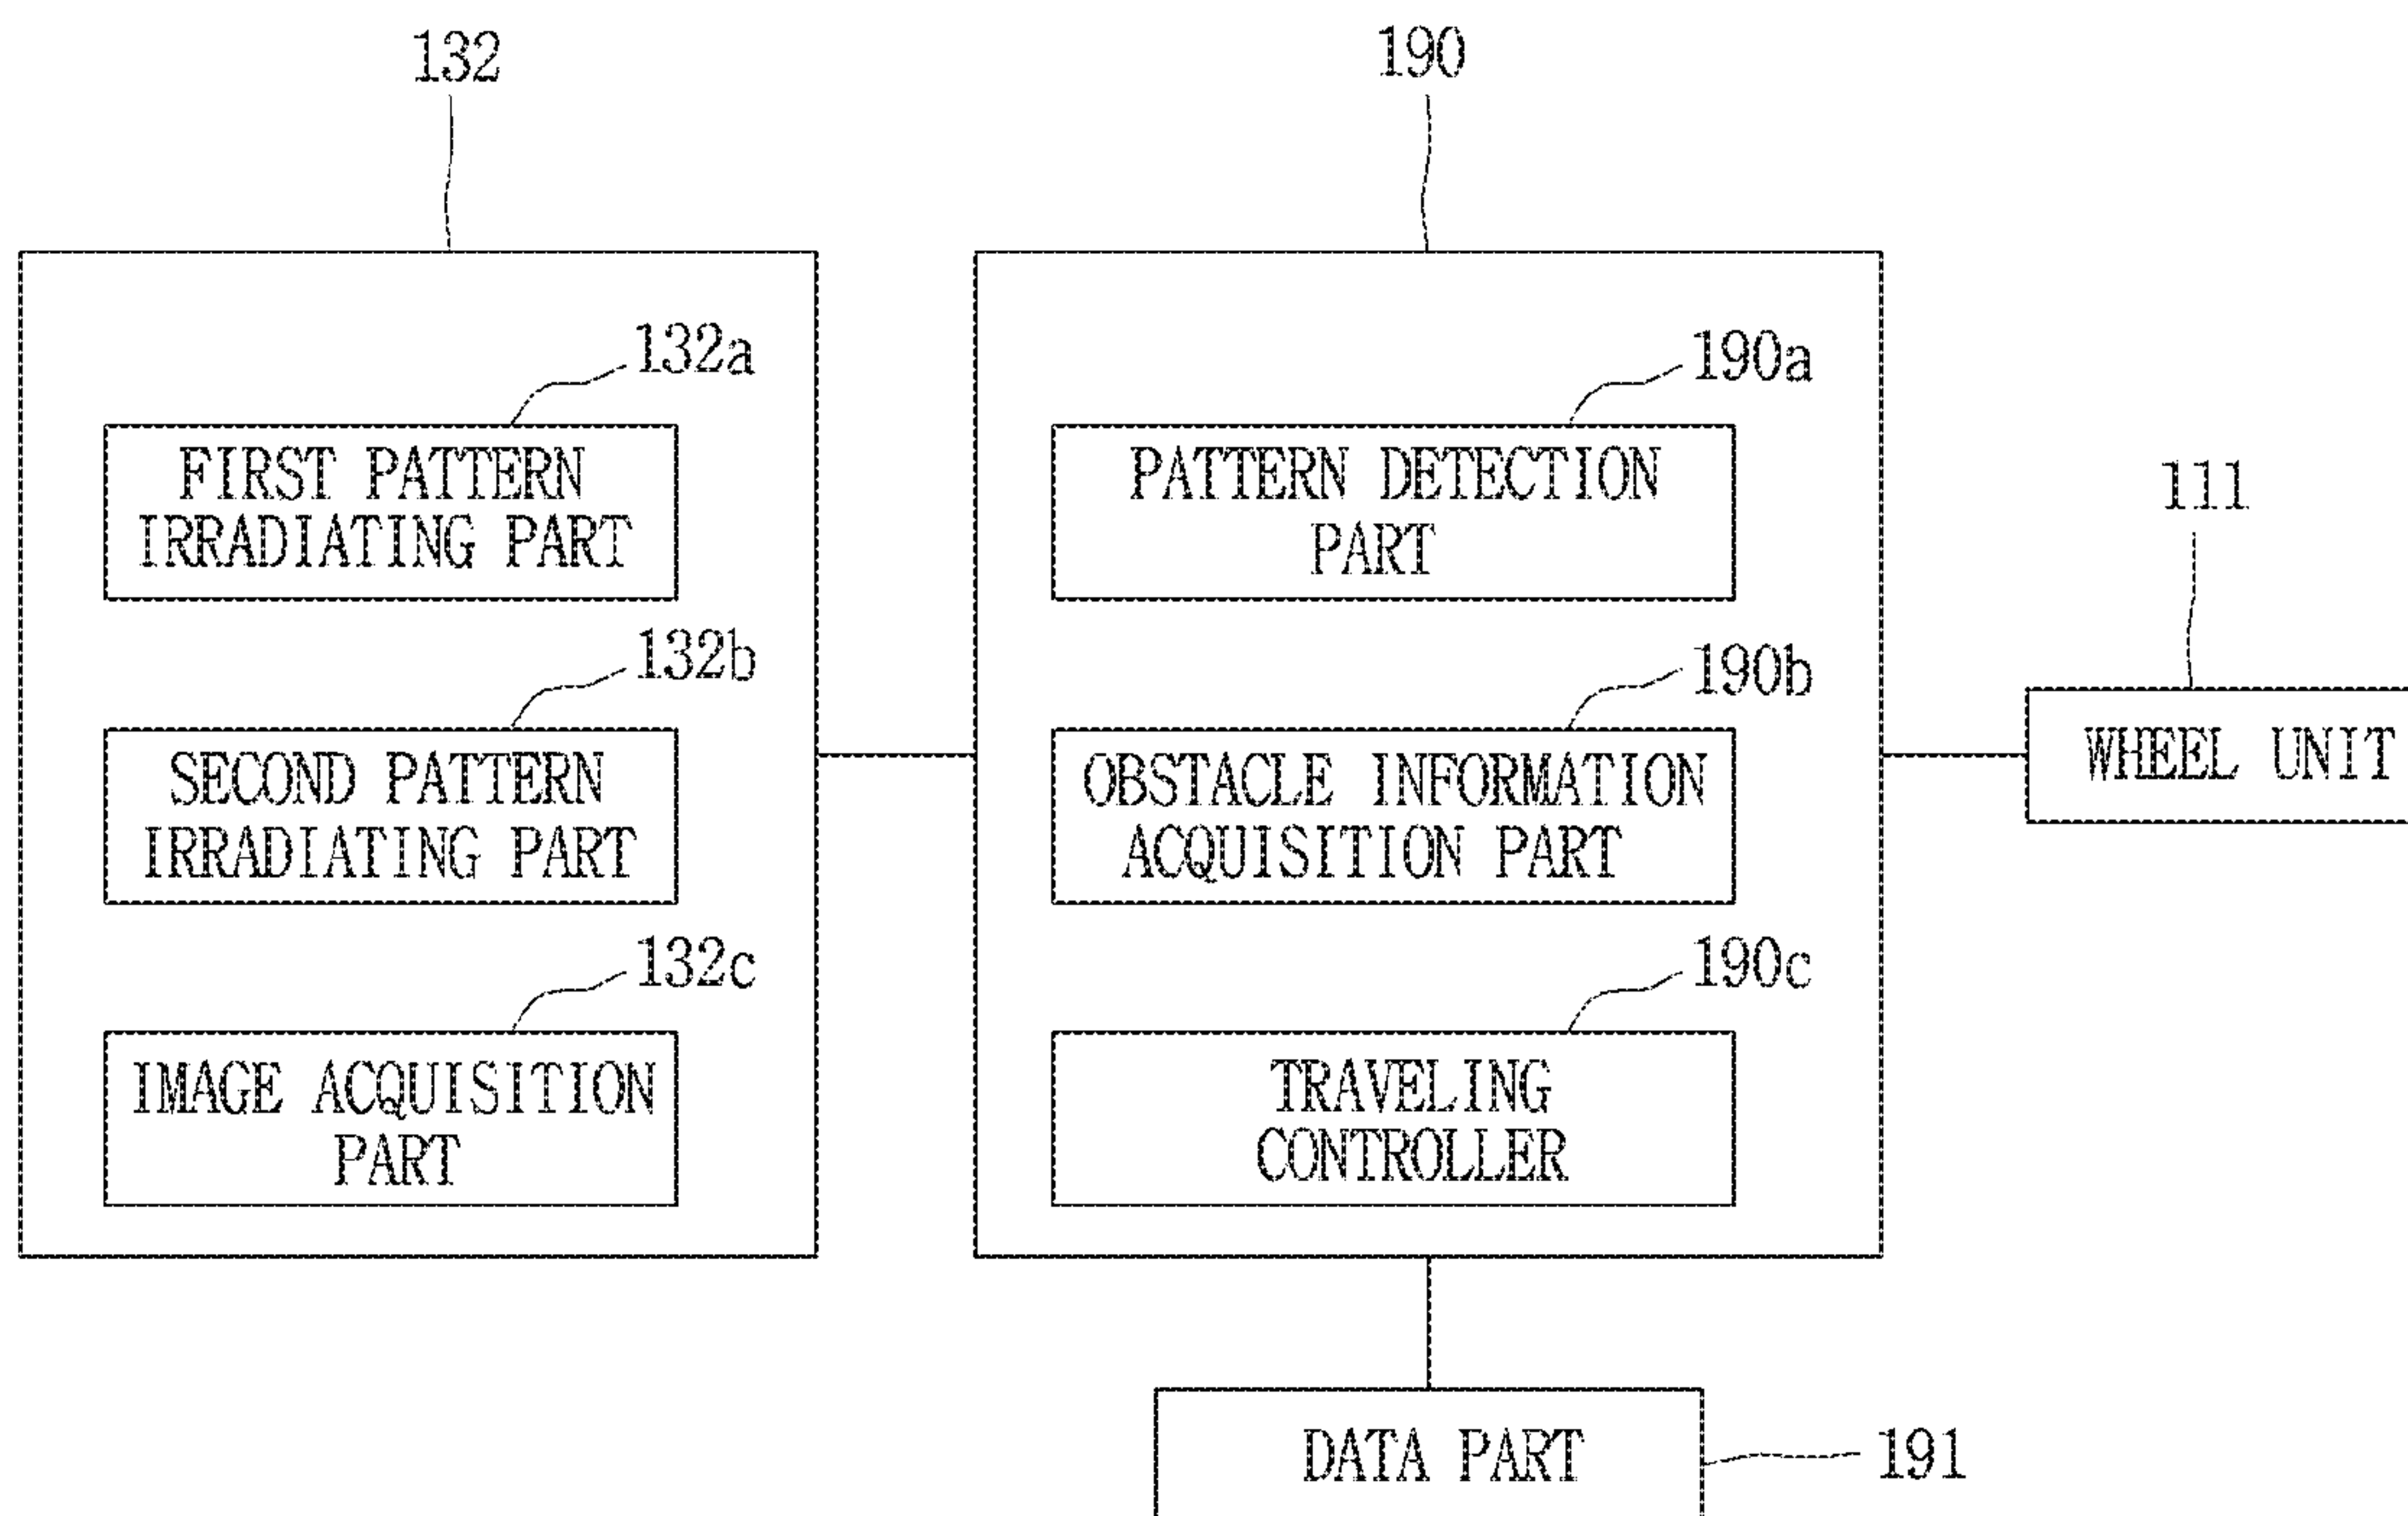 132
190
132a
FIRST PATTERN
IRRADIATING PART
132b
SECOND PATTERN
IRRADIATING PART
132c
IMAGE ACQUISITION
PART
190a
PATTERN DETECTION
PART
190b
OBSTACLE INFORMATION
ACQUISITION PART
190c
TRAVELING
CONTROLLER
111
WHEEL UNIT
DATA PART
191